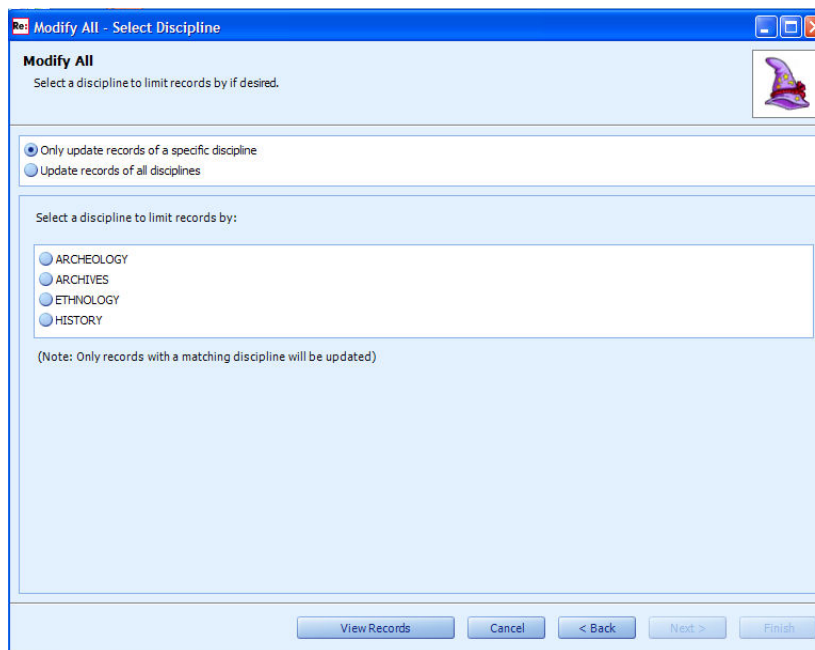 Re: Modify All - Select Discipline
Modify All
Select a discipline to limit records by if desired.
Only update records of a specific discipline
Update records of all disciplines
Select a discipline to limit records by:
ARCHEOLOGY
ARCHIVES
ETHNOLOGY
HISTORY
(Note: Only records with a matching discipline will be updated)
View Records Cancel < Back Next > Finish